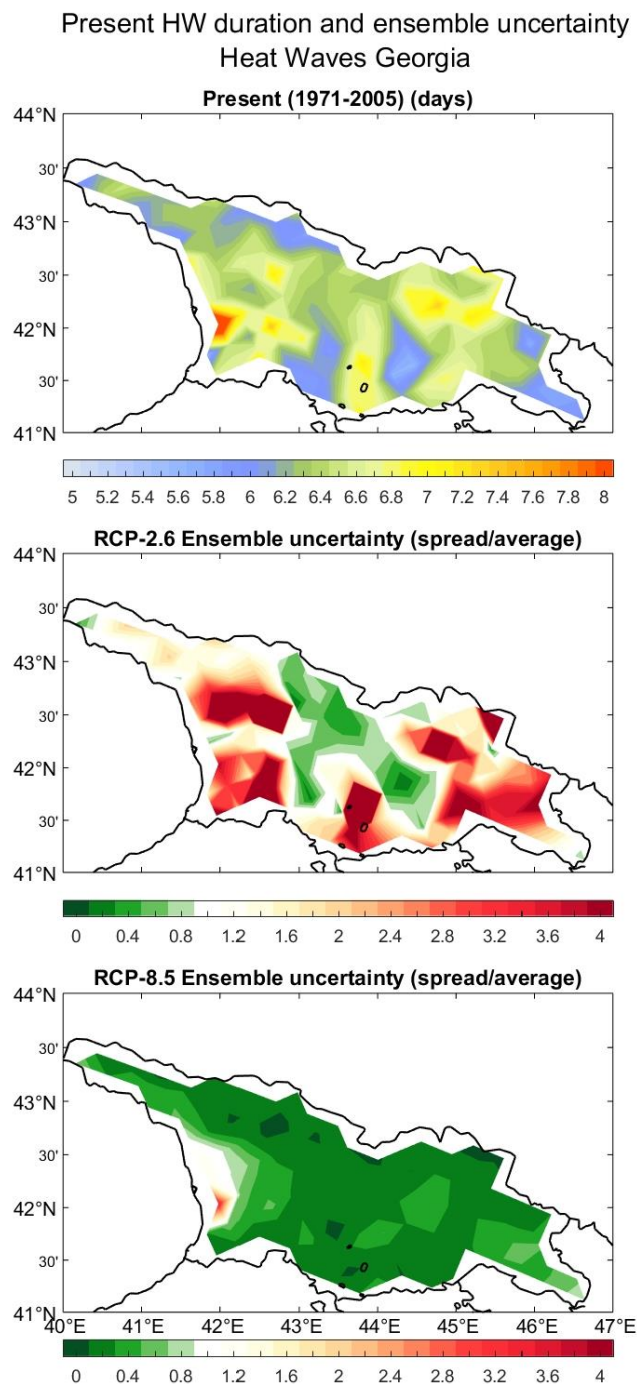 Present HW duration and ensemble uncertainty
Heat Waves Georgia
Present (1971-2005) (days)
44°N
30'
43°N
30'
42°N
30'
41°N
5 5.2 5.4 5.6 5.8 6 6.2 6.4 6.6 6.8 7 7.2 7.4 7.6 7.8 8
RCP-2.6 Ensemble uncertainty (spread/average)
44°N
30'
43°N
30'
42°N
30'
41°N
0 0.4 0.8 1.2 1.6 2 2.4 2.8 3.2 3.6 4
RCP-8.5 Ensemble uncertainty (spread/average)
44°N
30'
43°N
30'
42°N
30'
41°N
40°E 41°E 42°E 43°E 44°E 45°E 46°E 47°E
0 0.4 0.8 1.2 1.6 2 2.4 2.8 3.2 3.6 4